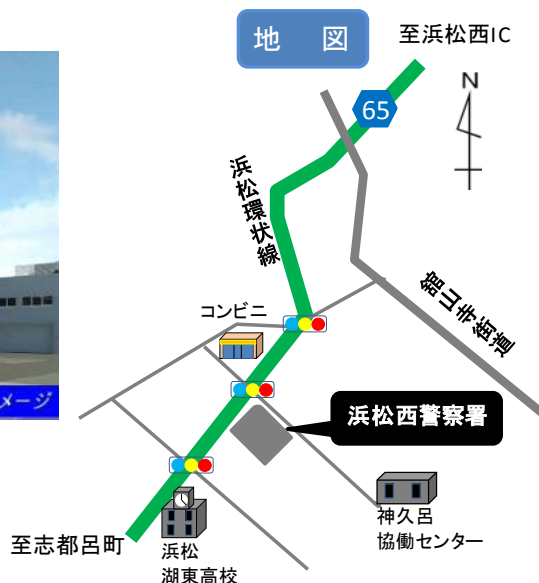 地　図
至浜松西IC
N
65
浜松環状線
舘山寺街道
コンビニ
メージ
浜松西警察署
神久呂
協働センター
至志都呂町
浜松
湖東高校